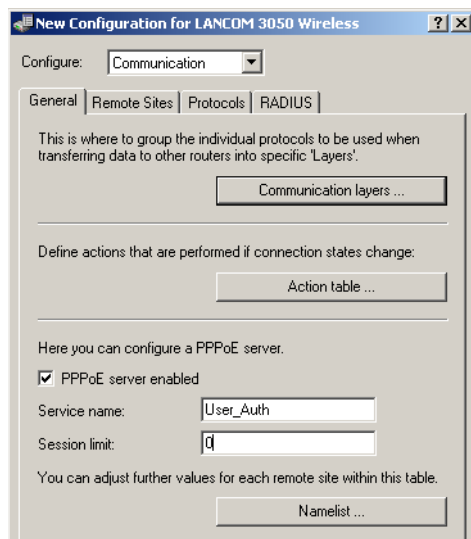 New Configuration for LANCOM 3050 Wireless
Configure: Communication
General Remote Sites Protocols RADIUS
This is where to group the individual protocols to be used when
transferring data to other routers into specific 'Layers'.
Communication layers ...
Define actions that are performed if connection states change:
Action table ...
Here you can configure a PPPoE server.
PPPoE server enabled
Service name: User_Auth
Session limit: 0
You can adjust further values for each remote site within this table.
Namelist ...